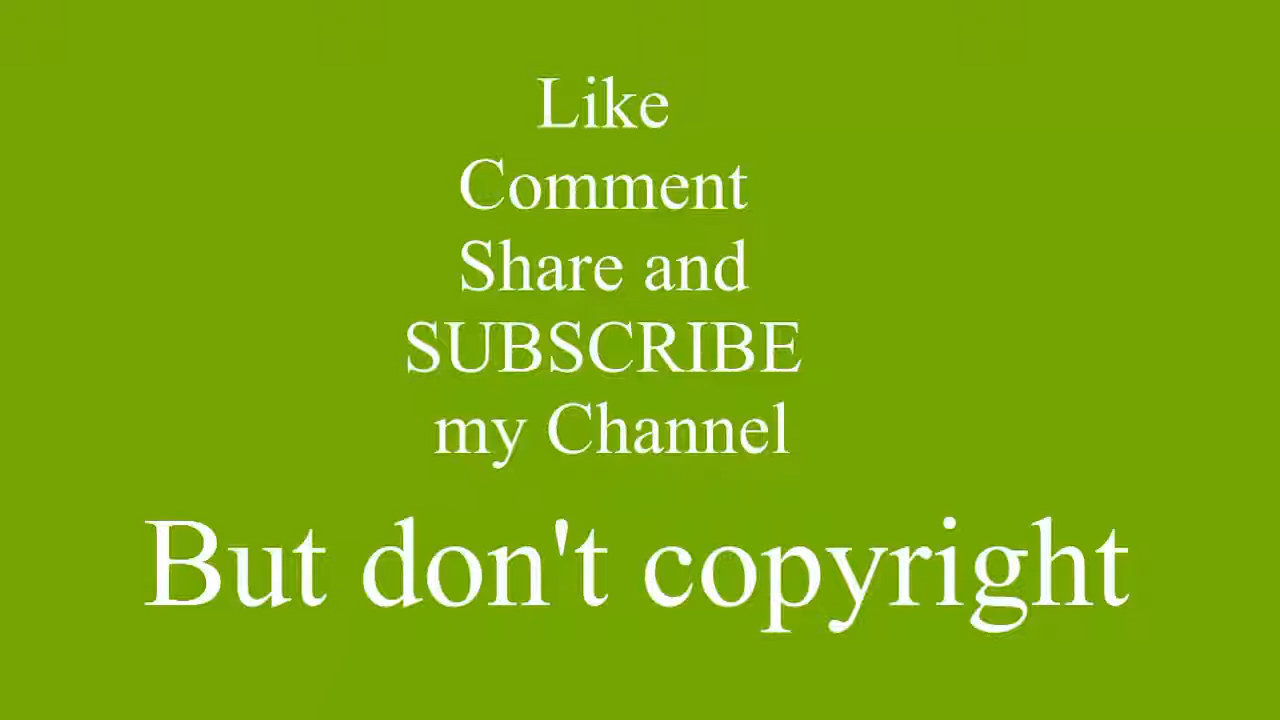 Like
Comment
Share and
SUBSCRIBE
my Channel
But don't copyright